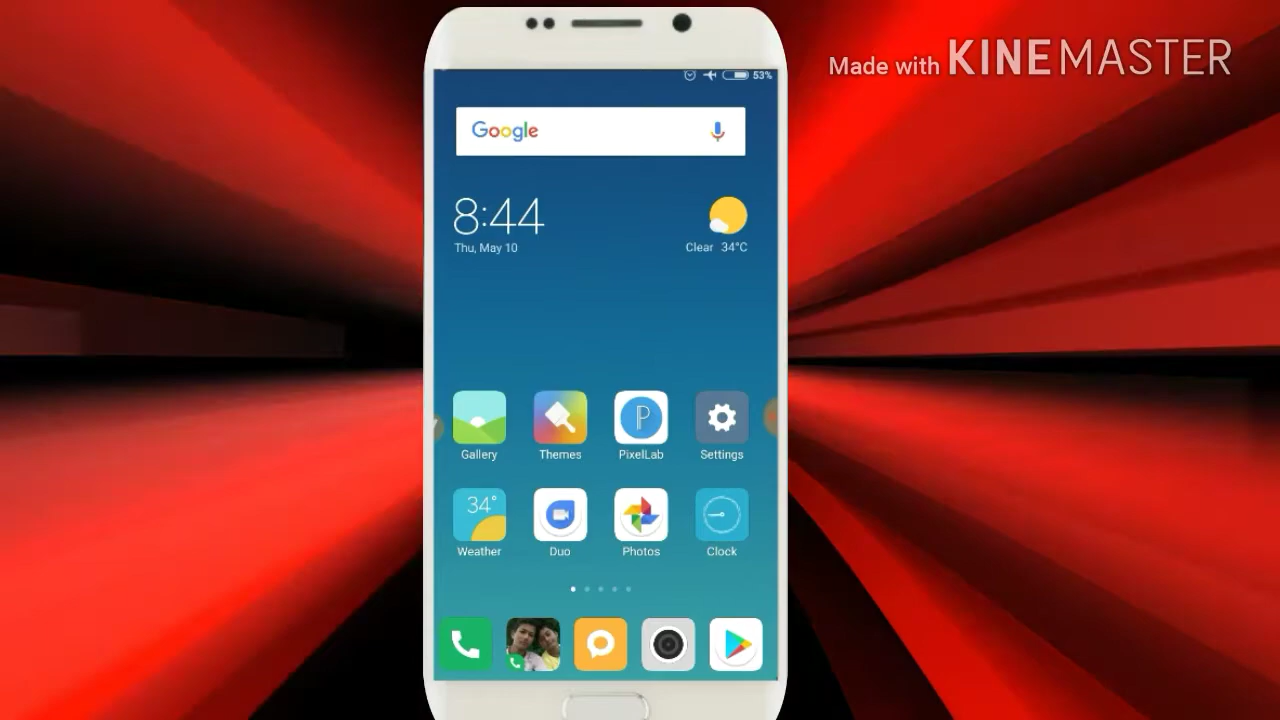 Made with KINEMASTER
53%
Google
8:44
Thu, May 10
Clear 34°C
Gallery Themes PixelLab Settings
34°
Weather Duo Photos Clock